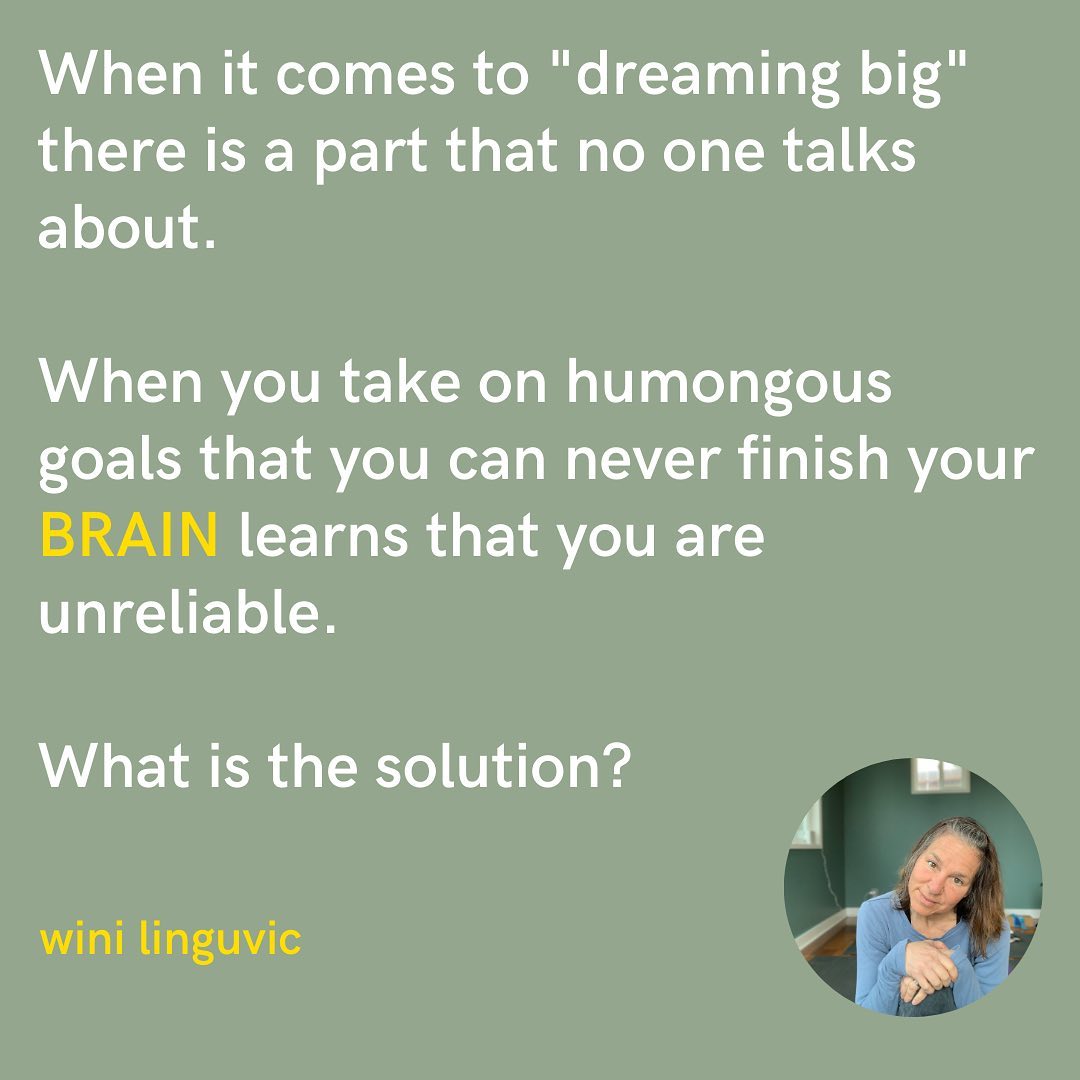 When it comes to "dreaming big"
there is a part that no one talks
about.
When you take on humongous
goals that you can never finish your
BRAIN learns that you are
unreliable.
What is the solution?
wini linguvic